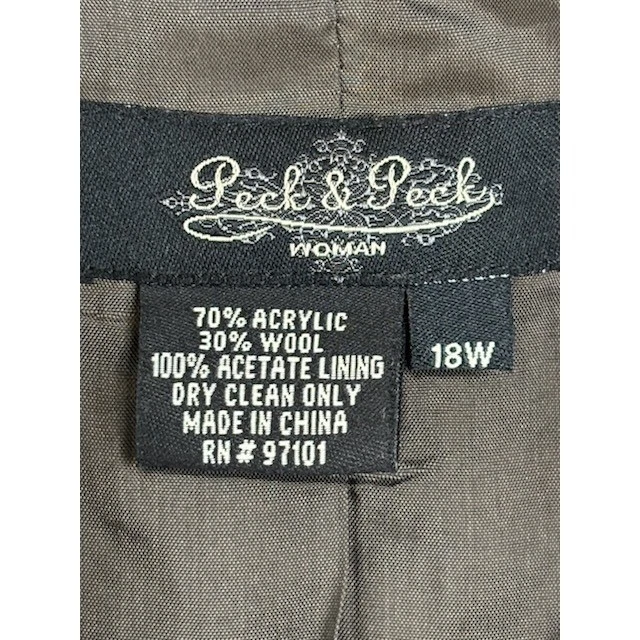 Peck & Peck
WOMAN
70% ACRYLIC
30% WOOL
100% ACETATE LINING
DRY CLEAN ONLY
MADE IN CHINA
RN # 97101
18W